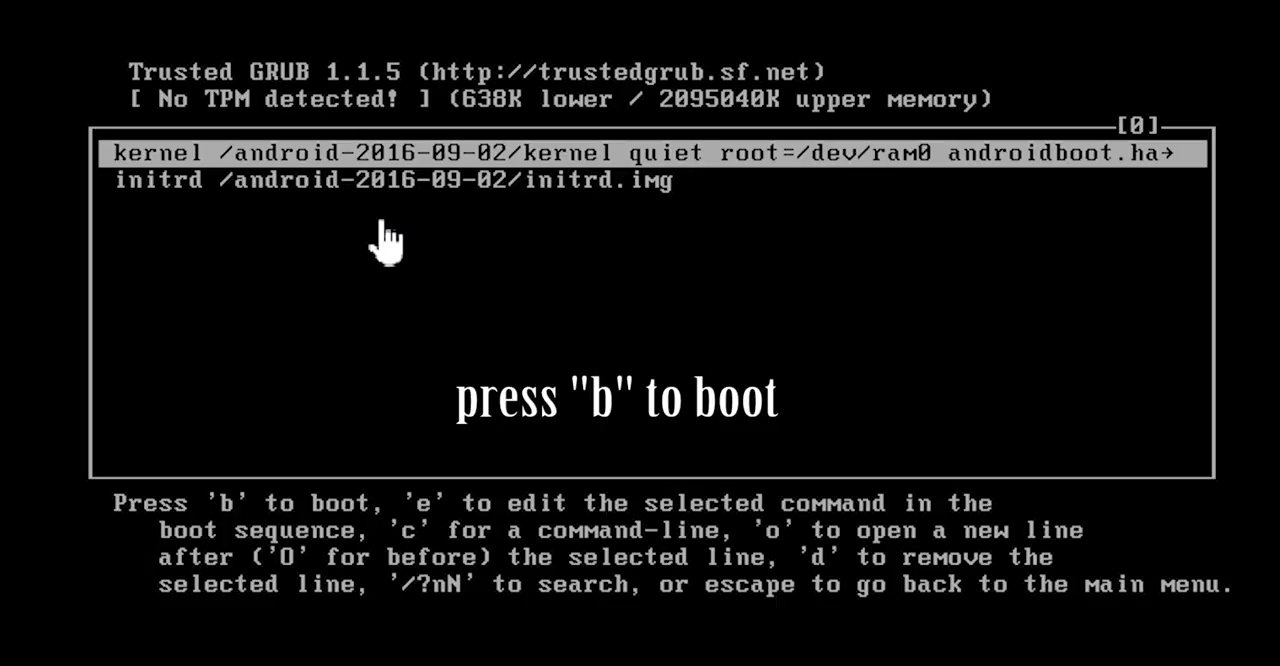 Trusted GRUB 1.1.5 (http://trustedgrub.sf.net)
[ No TPM detected! ] (638K lower / 2095040K upper memory)
[0]
kernel /android-2016-09-02/kernel quiet root=/dev/ram0 androidboot.ha→
initrd /android-2016-09-02/initrd.img
press "b" to boot
Press 'b' to boot, 'e' to edit the selected command in the
boot sequence, 'c' for a command-line, 'o' to open a new line
after ('O' for before) the selected line, 'd' to remove the
selected line, '/?nN' to search, or escape to go back to the main menu.